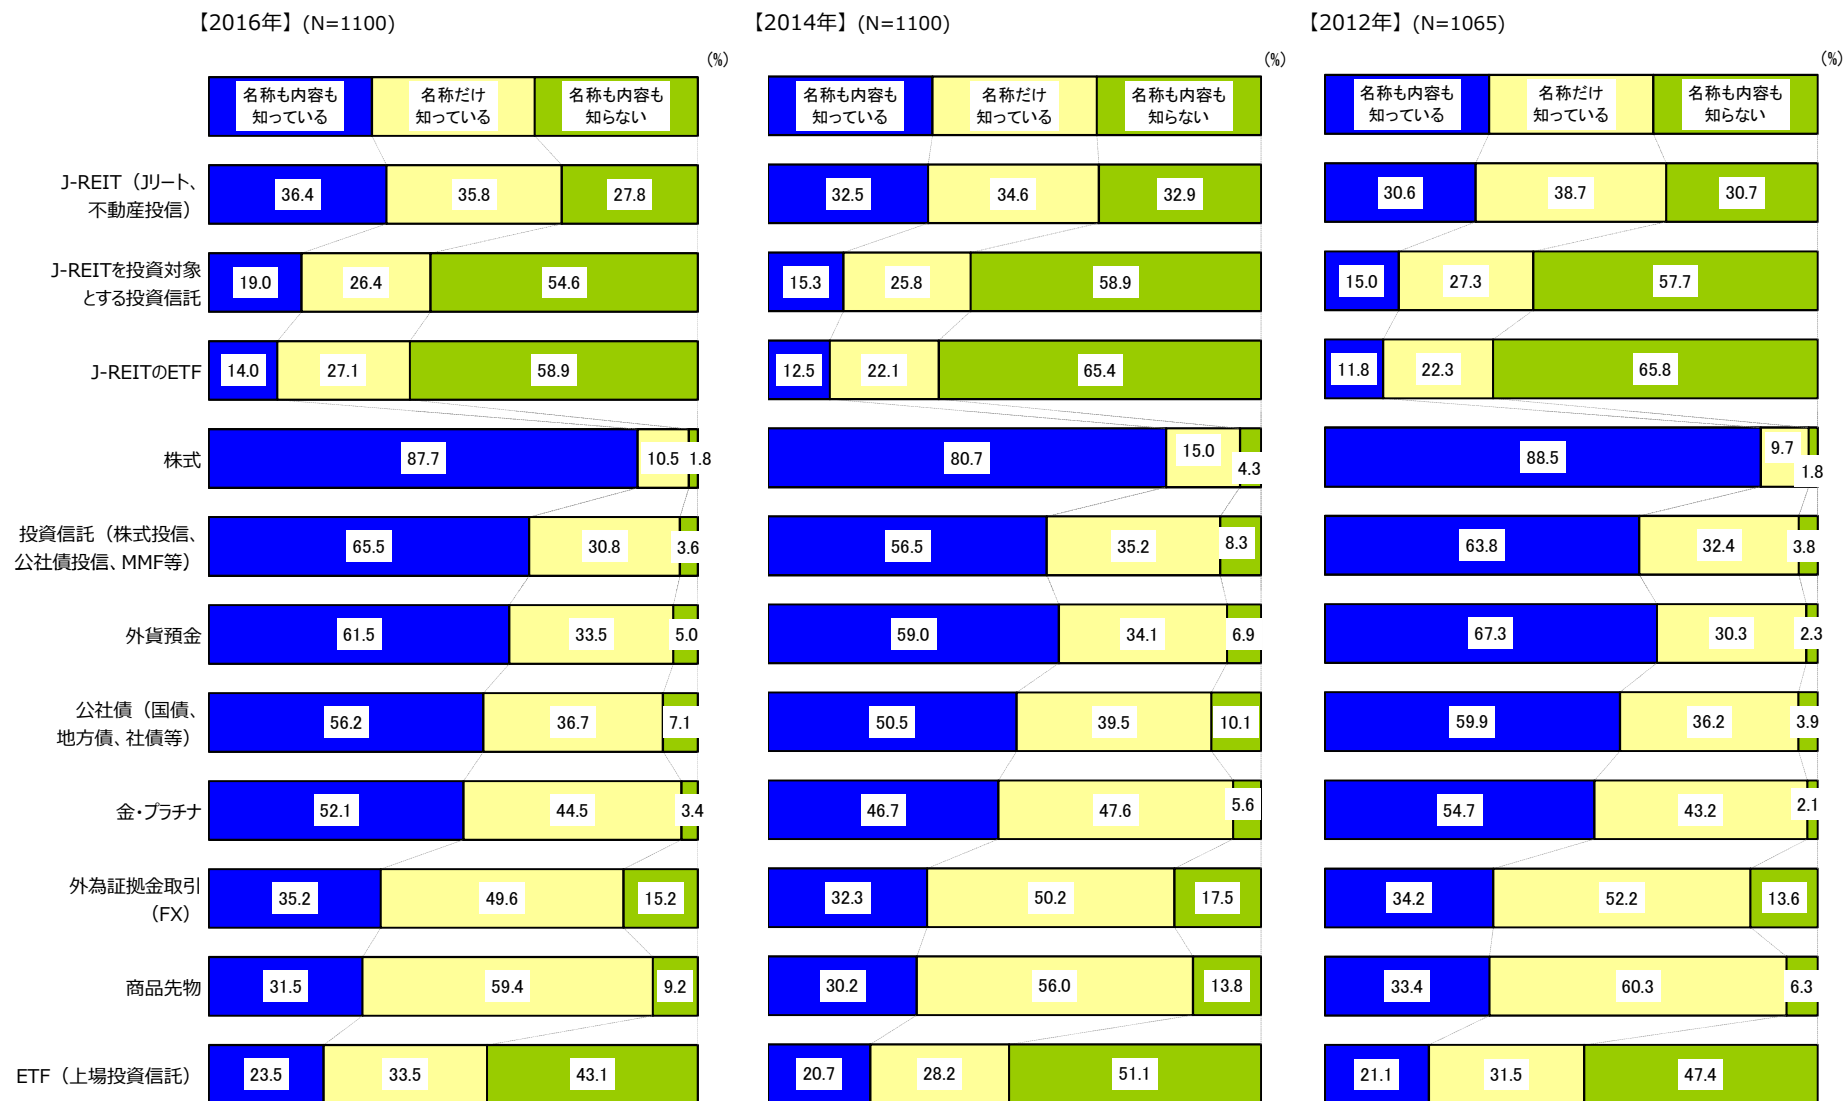 【2016年】 (N=1100)
【2014年】 (N=1100)
【2012年】 (N=1065)
(%)
(%)
(%)
名称も内容も
知っている
名称だけ
知っている
名称も内容も
知らない
名称も内容も
知っている
名称だけ
知っている
名称も内容も
知らない
名称も内容も
知っている
名称だけ
知っている
名称も内容も
知らない
J-REIT（Jリート、
不動産投信）
36.4 35.8 27.8 32.5 34.6 32.9 30.6 38.7 30.7
J-REITを投資対象
とする投資信託
19.0 26.4 54.6 15.3 25.8 58.9 15.0 27.3 57.7
J-REITのETF
14.0 27.1 58.9 12.5 22.1 65.4 11.8 22.3 65.8
株式
87.7 10.5 1.8 80.7 15.0 4.3 88.5 9.7 1.8
投資信託（株式投信、
公社債投信、MMF等）
65.5 30.8 3.6 56.5 35.2 8.3 63.8 32.4 3.8
外貨預金
61.5 33.5 5.0 59.0 34.1 6.9 67.3 30.3 2.3
公社債（国債、
地方債、社債等）
56.2 36.7 7.1 50.5 39.5 10.1 59.9 36.2 3.9
金・プラチナ
52.1 44.5 3.4 46.7 47.6 5.6 54.7 43.2 2.1
外為証拠金取引
（FX）
35.2 49.6 15.2 32.3 50.2 17.5 34.2 52.2 13.6
商品先物
31.5 59.4 9.2 30.2 56.0 13.8 33.4 60.3 6.3
ETF（上場投資信託）
23.5 33.5 43.1 20.7 28.2 51.1 21.1 31.5 47.4